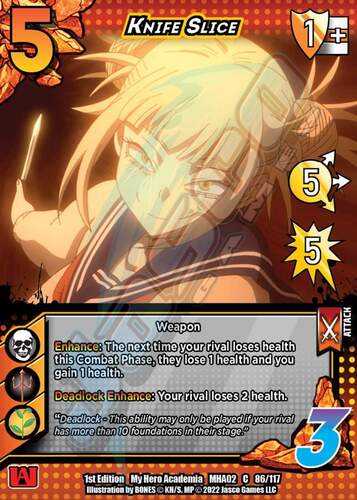 5
KNIFE SLICE
1 +
5
5
ATTACK
Weapon
Enhance: The next time your rival loses health
this Combat Phase, they lose 1 health and you
gain 1 health.
Deadlock Enhance: Your rival loses 2 health.
"Deadlock - This ability may only be played if your rival
has more than 10 foundations in their stage."
3
1st Edition My Hero Academia MHA02 C 86/117
Illustration by BONES © KH/S. MP © 2022 Jasco Games LLC